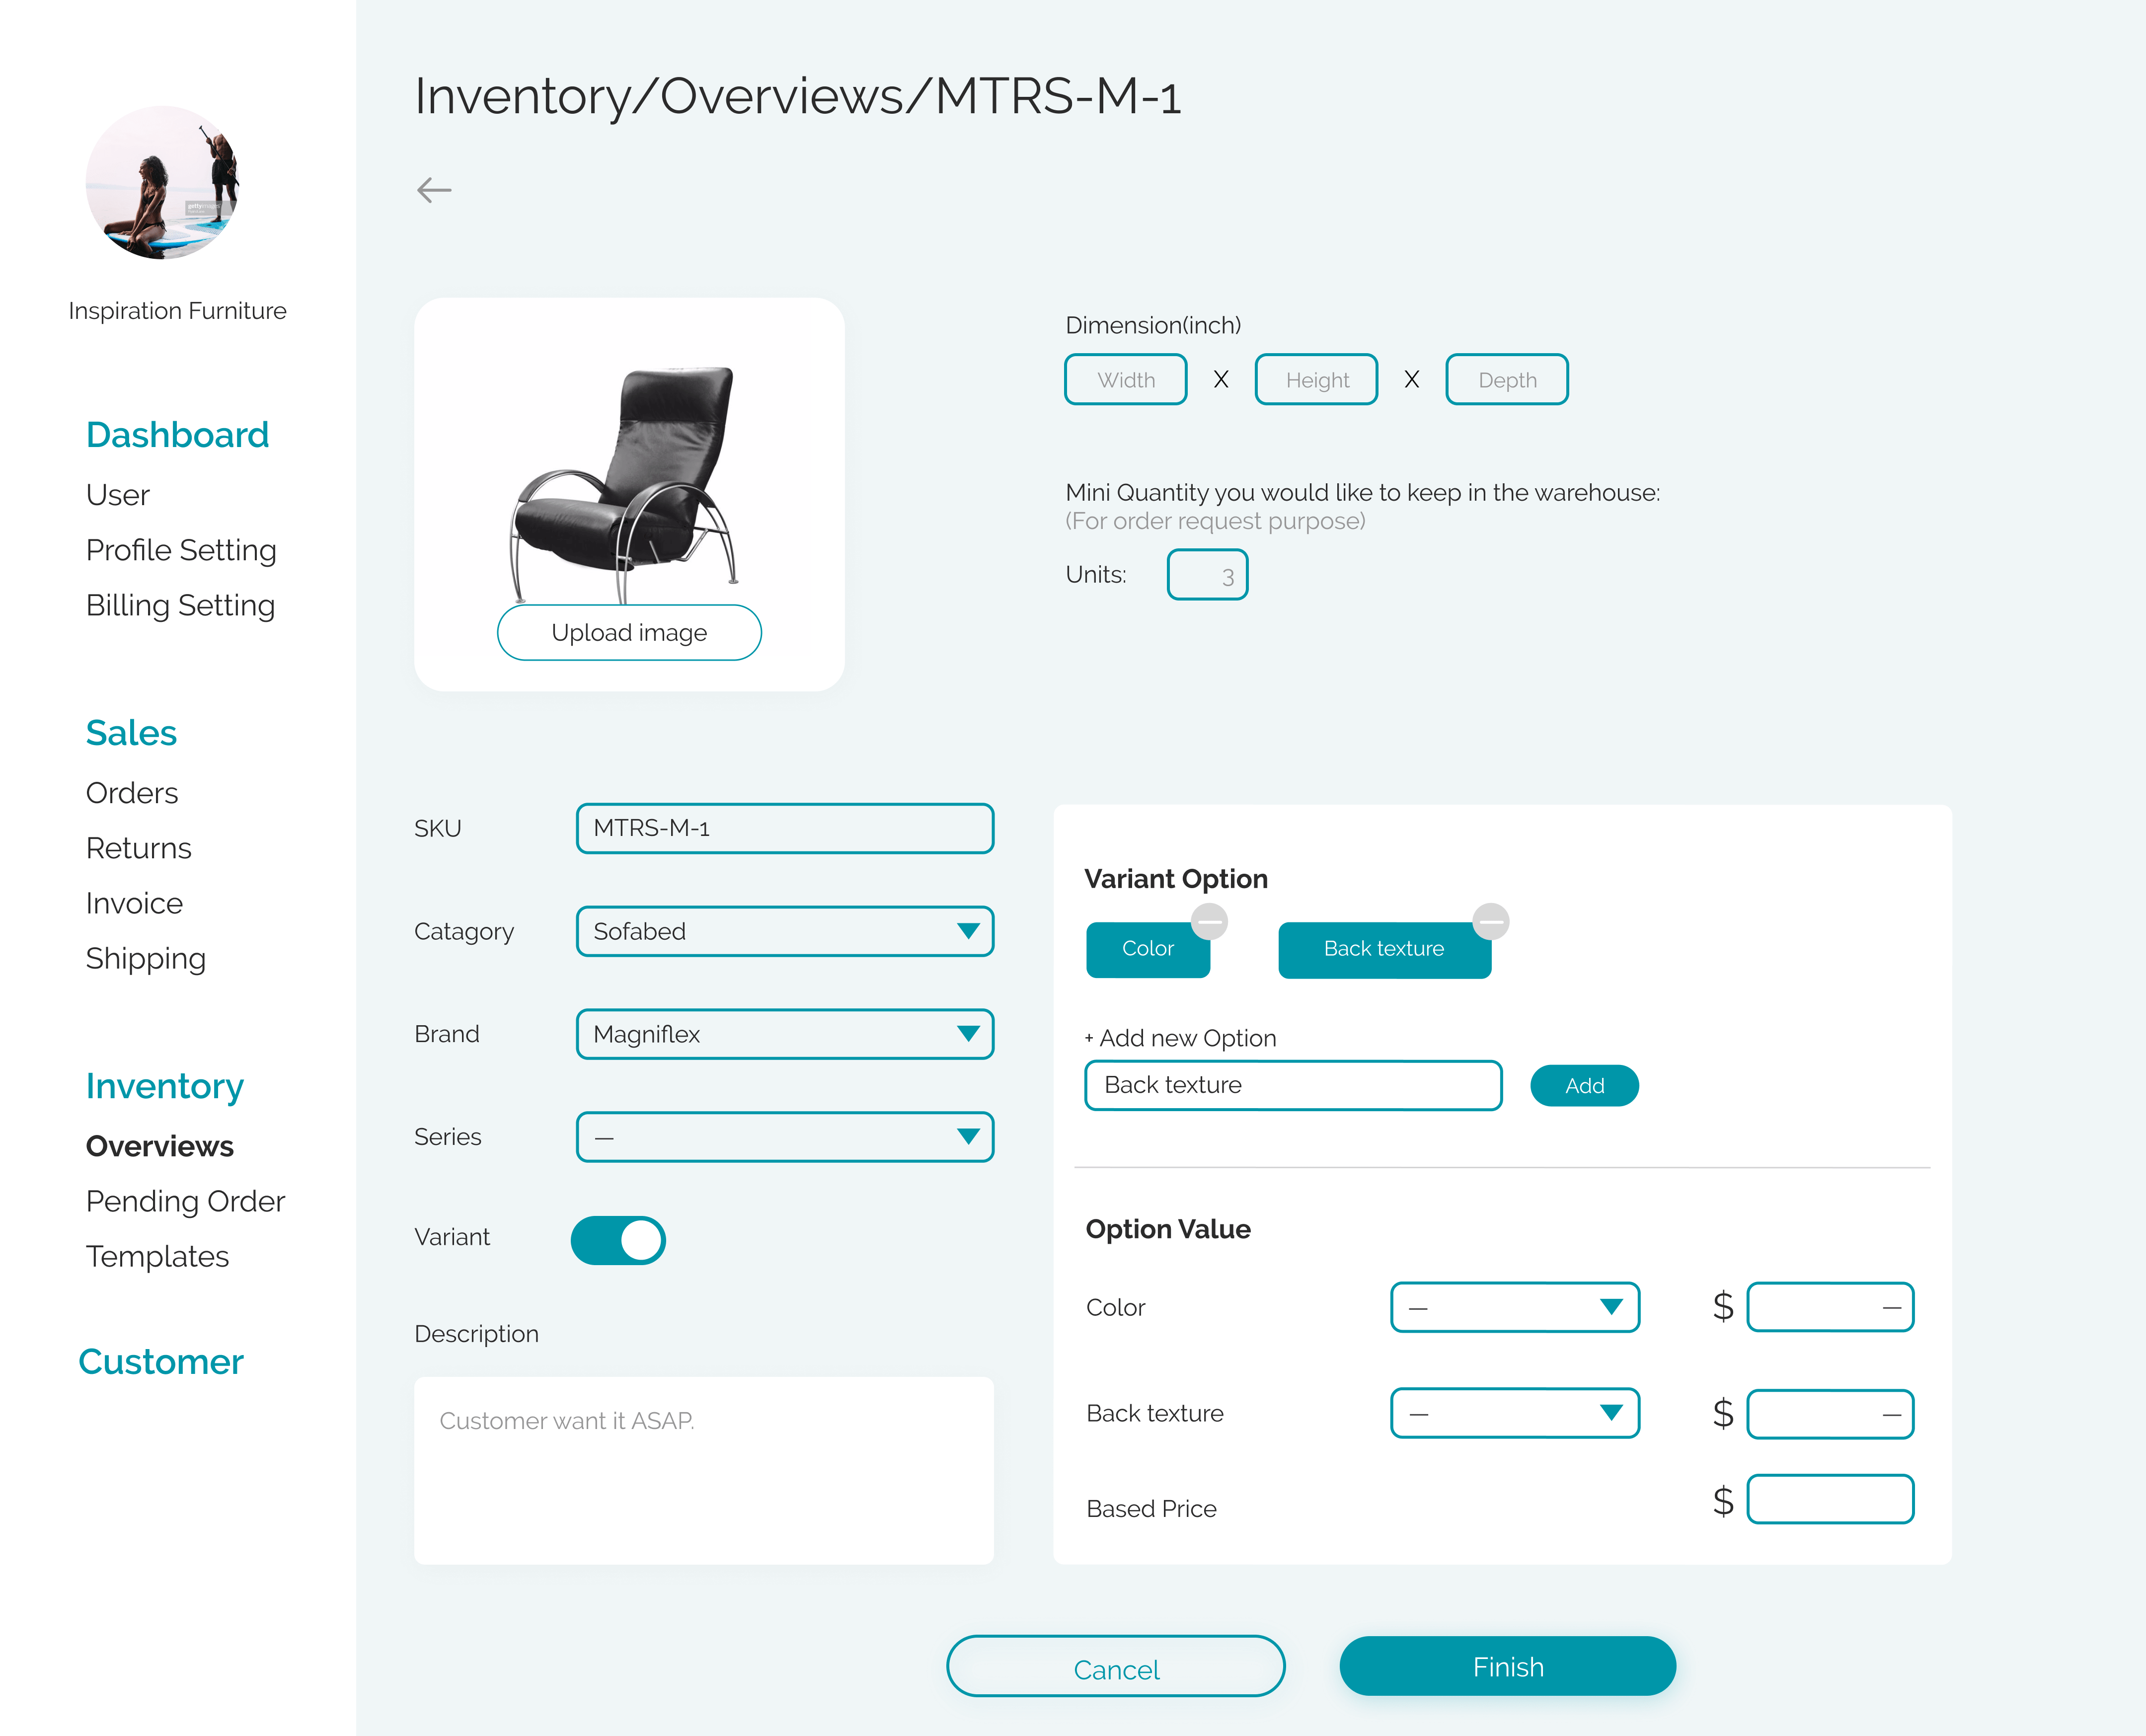 Inspiration Furniture
Dashboard
User
Profile Setting
Billing Setting
Sales
Orders
Returns
Invoice
Shipping
Inventory
Overviews
Pending Order
Templates
Customer
Inventory/Overviews/MTRS-M-1
Upload image
Dimension(inch)
Width X Height X Depth
Mini Quantity you would like to keep in the warehouse:
(For order request purpose)
Units: 3
SKU MTRS-M-1
Catagory Sofabed
Brand Magniflex
Series —
Variant
Description
Customer want it ASAP.
Variant Option
Color Back texture
+ Add new Option
Back texture Add
Option Value
Color — $ —
Back texture — $ —
Based Price $
Cancel Finish